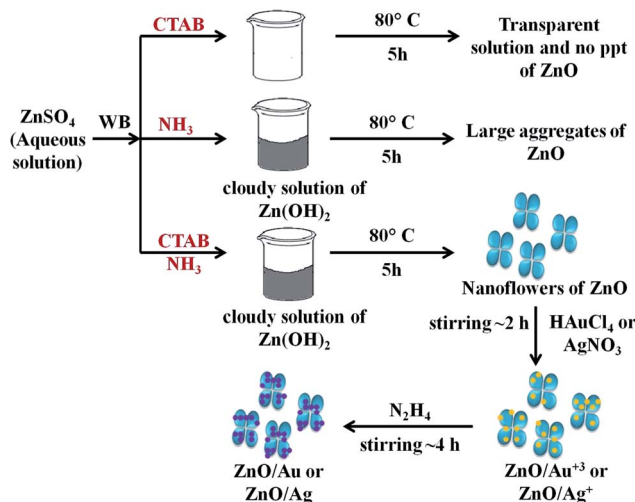 CTAB
80° C
5h
Transparent
solution and no ppt
of ZnO
ZnSO₄
(Aqueous
solution)
WB
NH₃
80° C
5h
Large aggregates of
ZnO
cloudy solution of
Zn(OH)₂
CTAB
NH₃
80° C
5h
cloudy solution of
Zn(OH)₂
Nanoflowers of ZnO
stirring ~2 h
HAuCl₄ or
AgNO₃
N₂H₄
stirring ~4 h
ZnO/Au⁺³ or
ZnO/Ag⁺
ZnO/Au or
ZnO/Ag